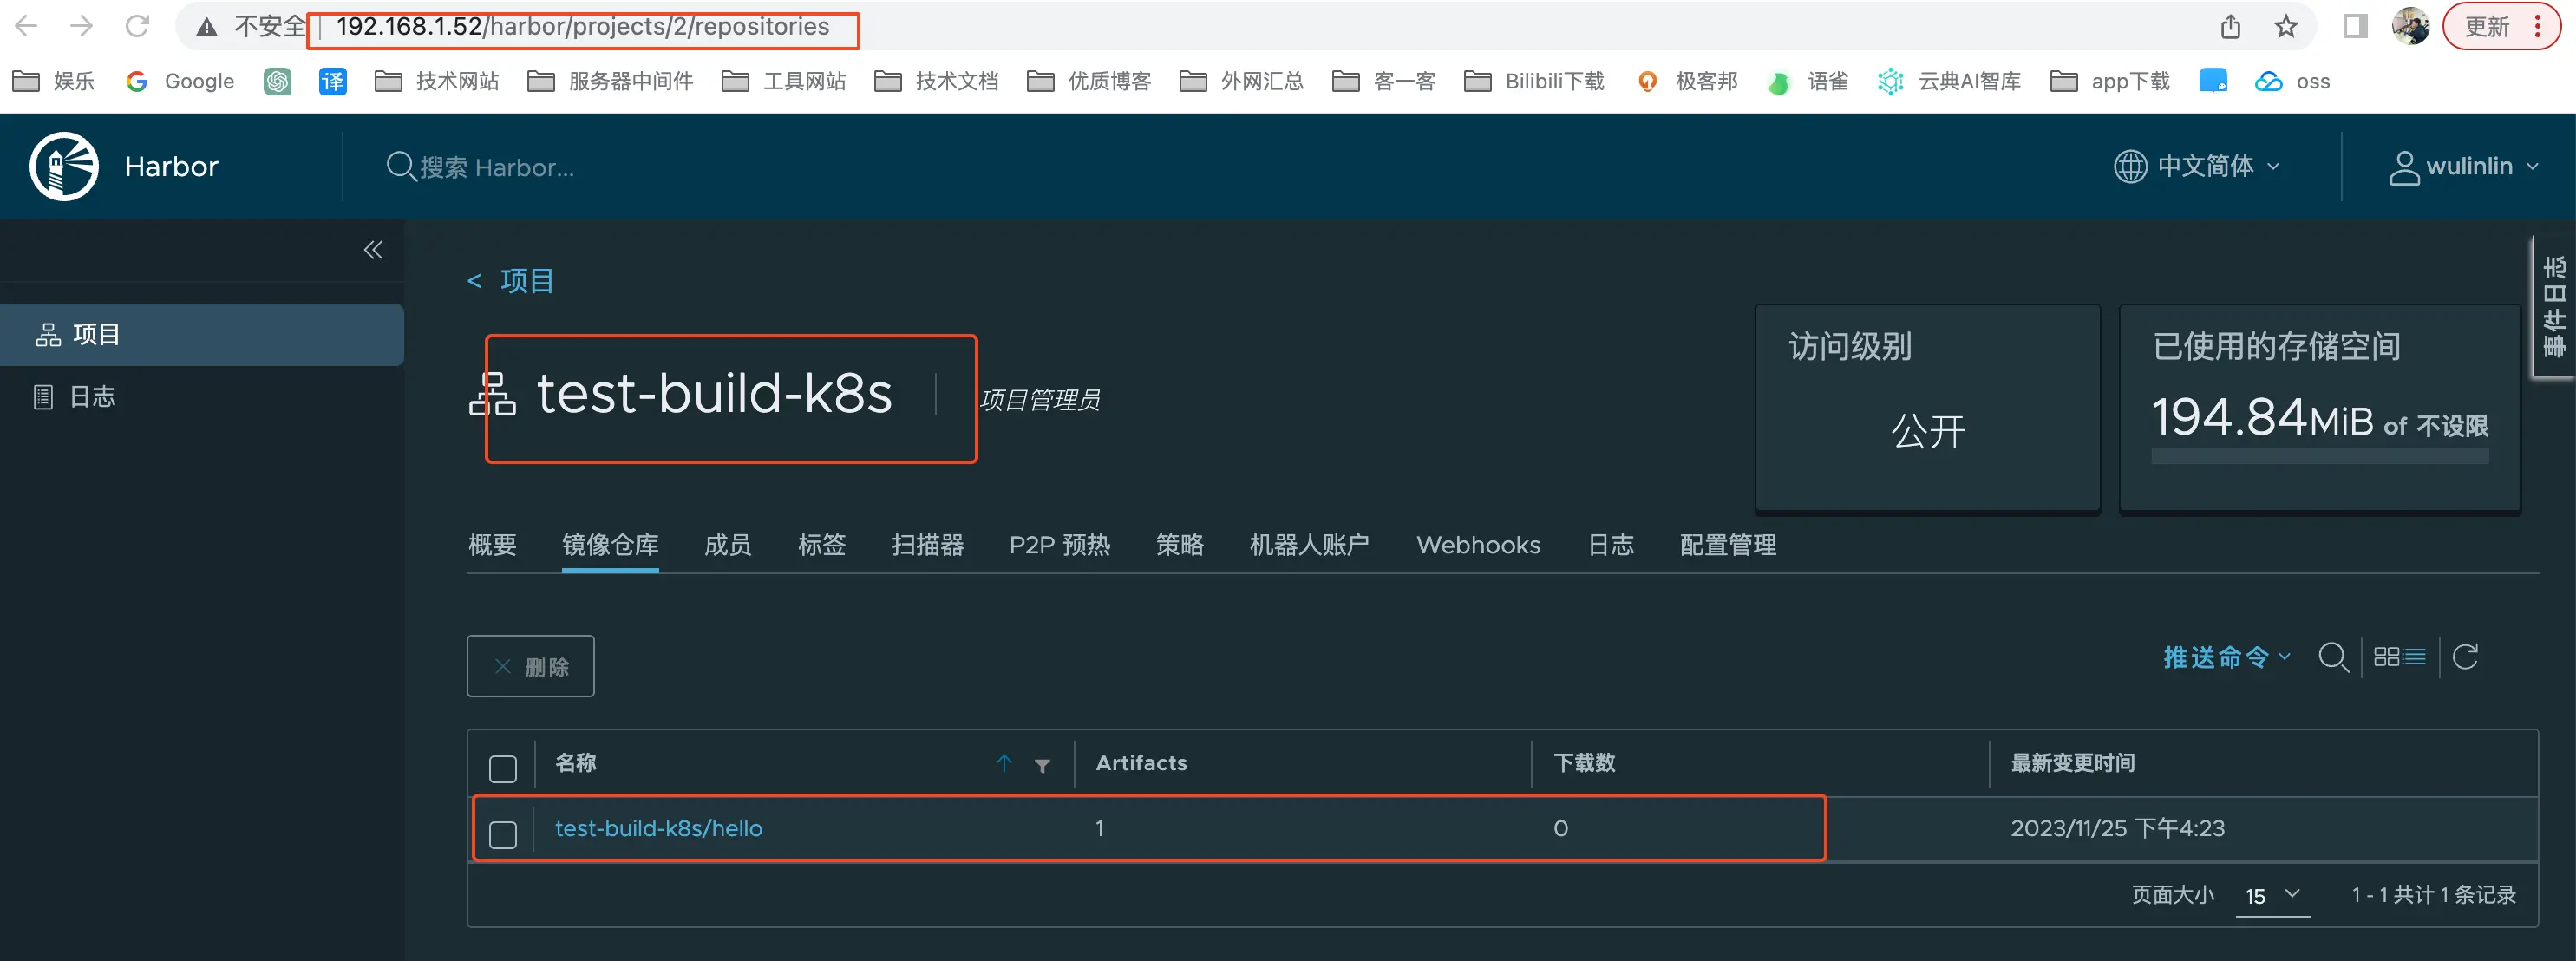 不安全 192.168.1.52/harbor/projects/2/repositories 更新
娱乐 Google 译 技术网站 服务器中间件 工具网站 技术文档 优质博客 外网汇总 客一客 Bilibili下载 极客邦 语雀 云典AI智库 app下载 oss
Harbor 搜索 Harbor... 中文简体 wulinlin
< 项目
事件日志
项目
日志
test-build-k8s 项目管理员
访问级别
公开
已使用的存储空间
194.84MiB of 不设限
概要 镜像仓库 成员 标签 扫描器 P2P 预热 策略 机器人账户 Webhooks 日志 配置管理
删除 推送命令
名称 Artifacts 下载数 最新变更时间
test-build-k8s/hello 1 0 2023/11/25 下午4:23
页面大小 15 1 - 1 共计 1 条记录